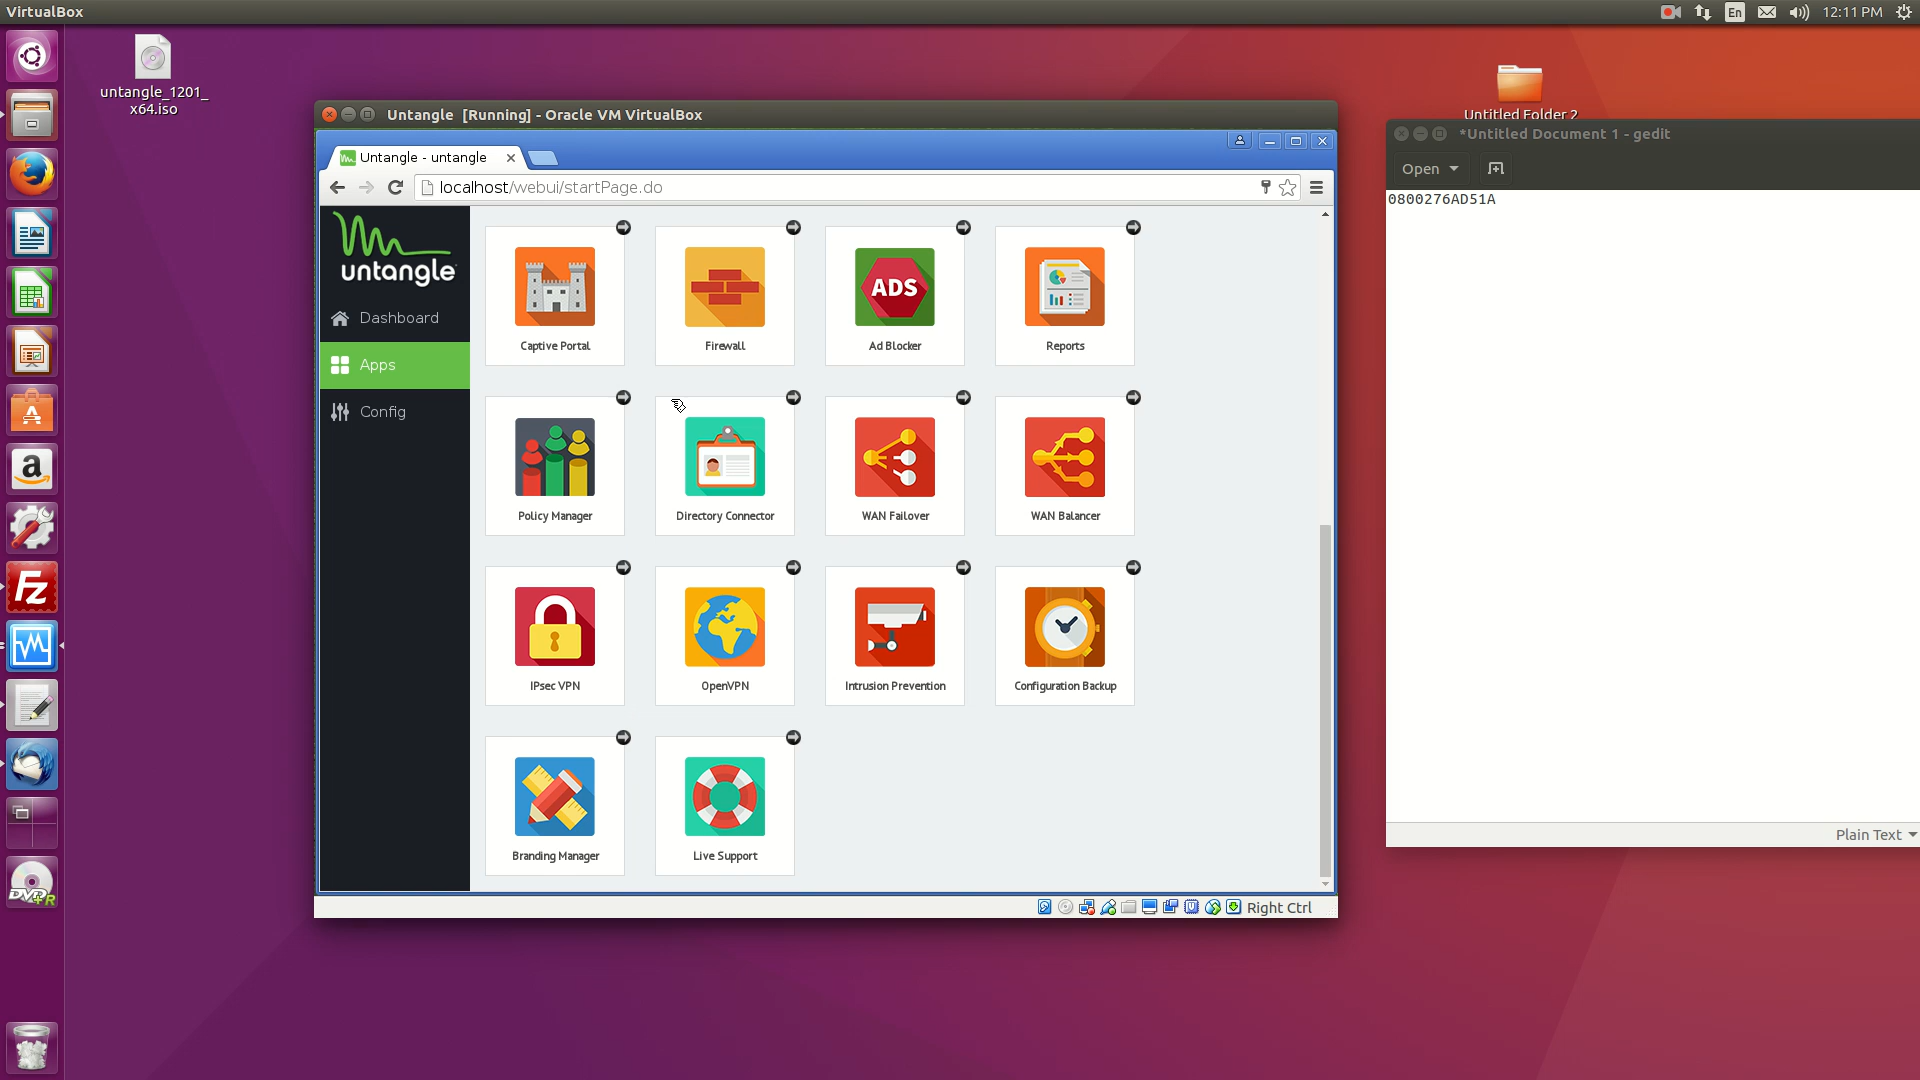 VirtualBox
En
12:11 PM
untangle_1201_
x64.iso
Untitled Folder 2
Untangle [Running] - Oracle VM VirtualBox
Untangle - untangle
localhost/webui/startPage.do
untangle
Dashboard
Apps
Config
Captive Portal
Firewall
ADS
Ad Blocker
Reports
Policy Manager
Directory Connector
WAN Failover
WAN Balancer
IPsec VPN
OpenVPN
Intrusion Prevention
Configuration Backup
Branding Manager
Live Support
Right Ctrl
*Untitled Document 1 - gedit
Open
0800276AD51A
Plain Text
A
a
Fz
DVD+R